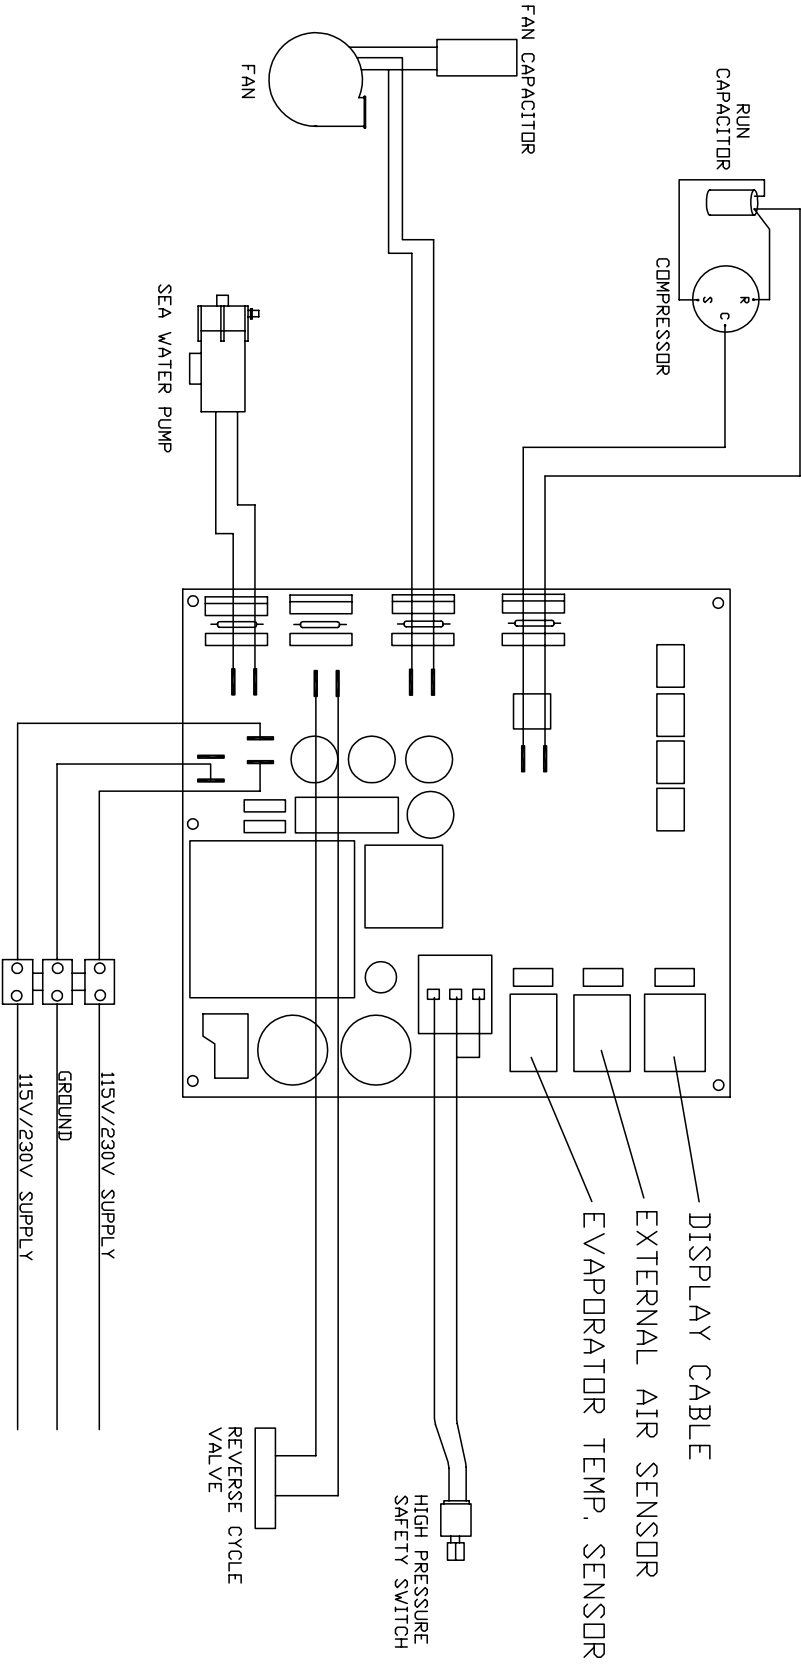 DISPLAY CABLE
EXTERNAL AIR SENSOR
EVAPORATOR TEMP. SENSOR
HIGH PRESSURE
SAFETY SWITCH
REVERSE CYCLE
VALVE
RUN
CAPACITOR
R
S
C
COMPRESSOR
FAN CAPACITOR
FAN
SEA WATER PUMP
115V/230V SUPPLY
GROUND
115V/230V SUPPLY